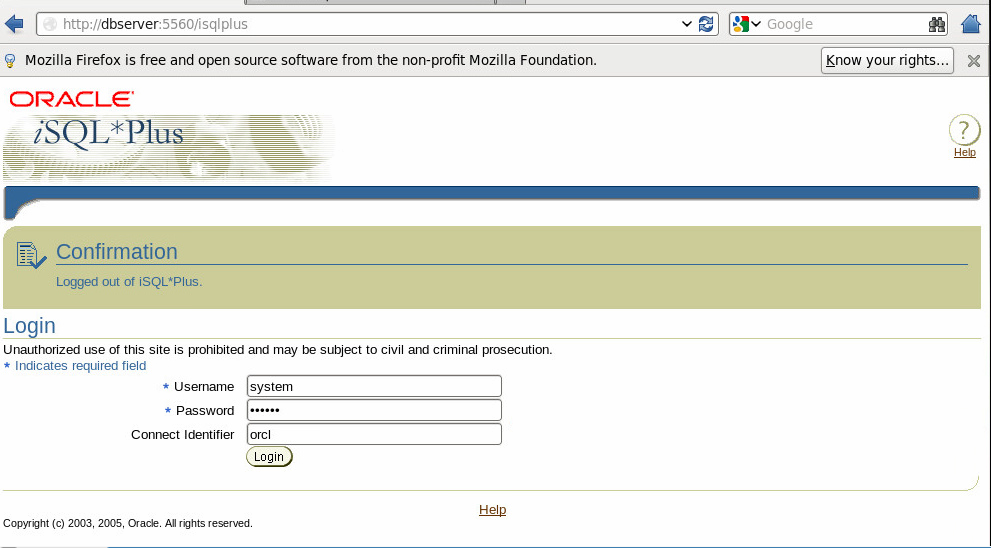 http://dbserver:5560/isqlplus Google
Mozilla Firefox is free and open source software from the non-profit Mozilla Foundation. Know your rights...
ORACLE
iSQL*Plus
?
Help
Confirmation
Logged out of iSQL*Plus.
Login
Unauthorized use of this site is prohibited and may be subject to civil and criminal prosecution.
* Indicates required field
* Username system
* Password ••••••
Connect Identifier orcl
Login
Help
Copyright (c) 2003, 2005, Oracle. All rights reserved.